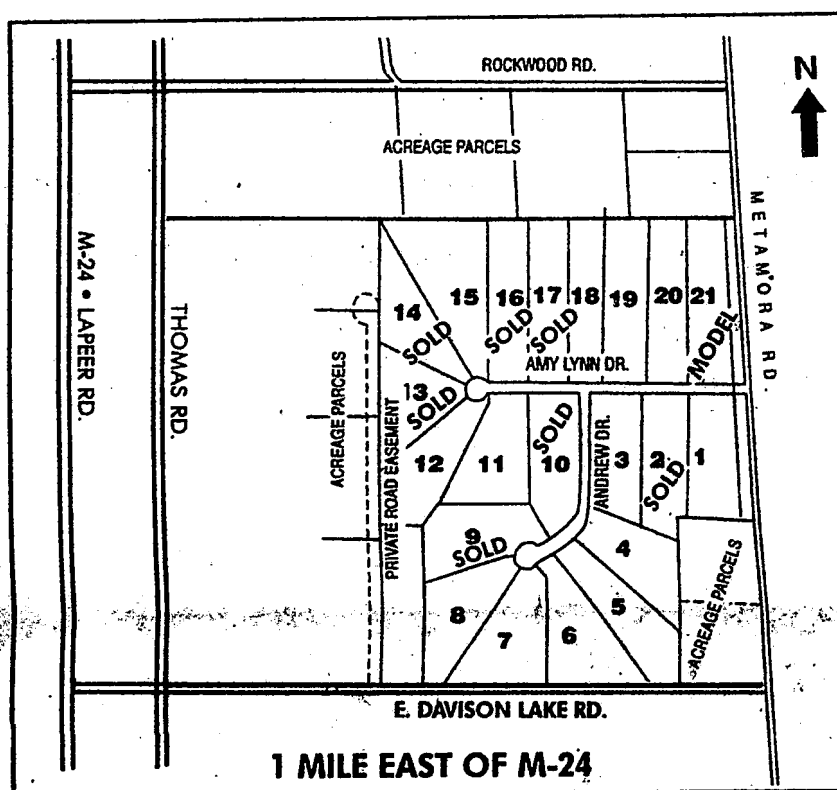 ROCKWOOD RD.
N
ACREAGE PARCELS
METAMORA RD.
M-24 • LAPEER RD.
THOMAS RD.
ACREAGE PARCELS
PRIVATE ROAD EASEMENT
14
SOLD
15
16
SOLD
17
SOLD
18
19
20
21
MODEL
AMY LYNN DR.
13
SOLD
12
11
10
SOLD
ANDREW DR.
3
2
SOLD
1
9
SOLD
4
5
6
7
8
ACREAGE PARCELS
E. DAVISON LAKE RD.
1 MILE EAST OF M-24